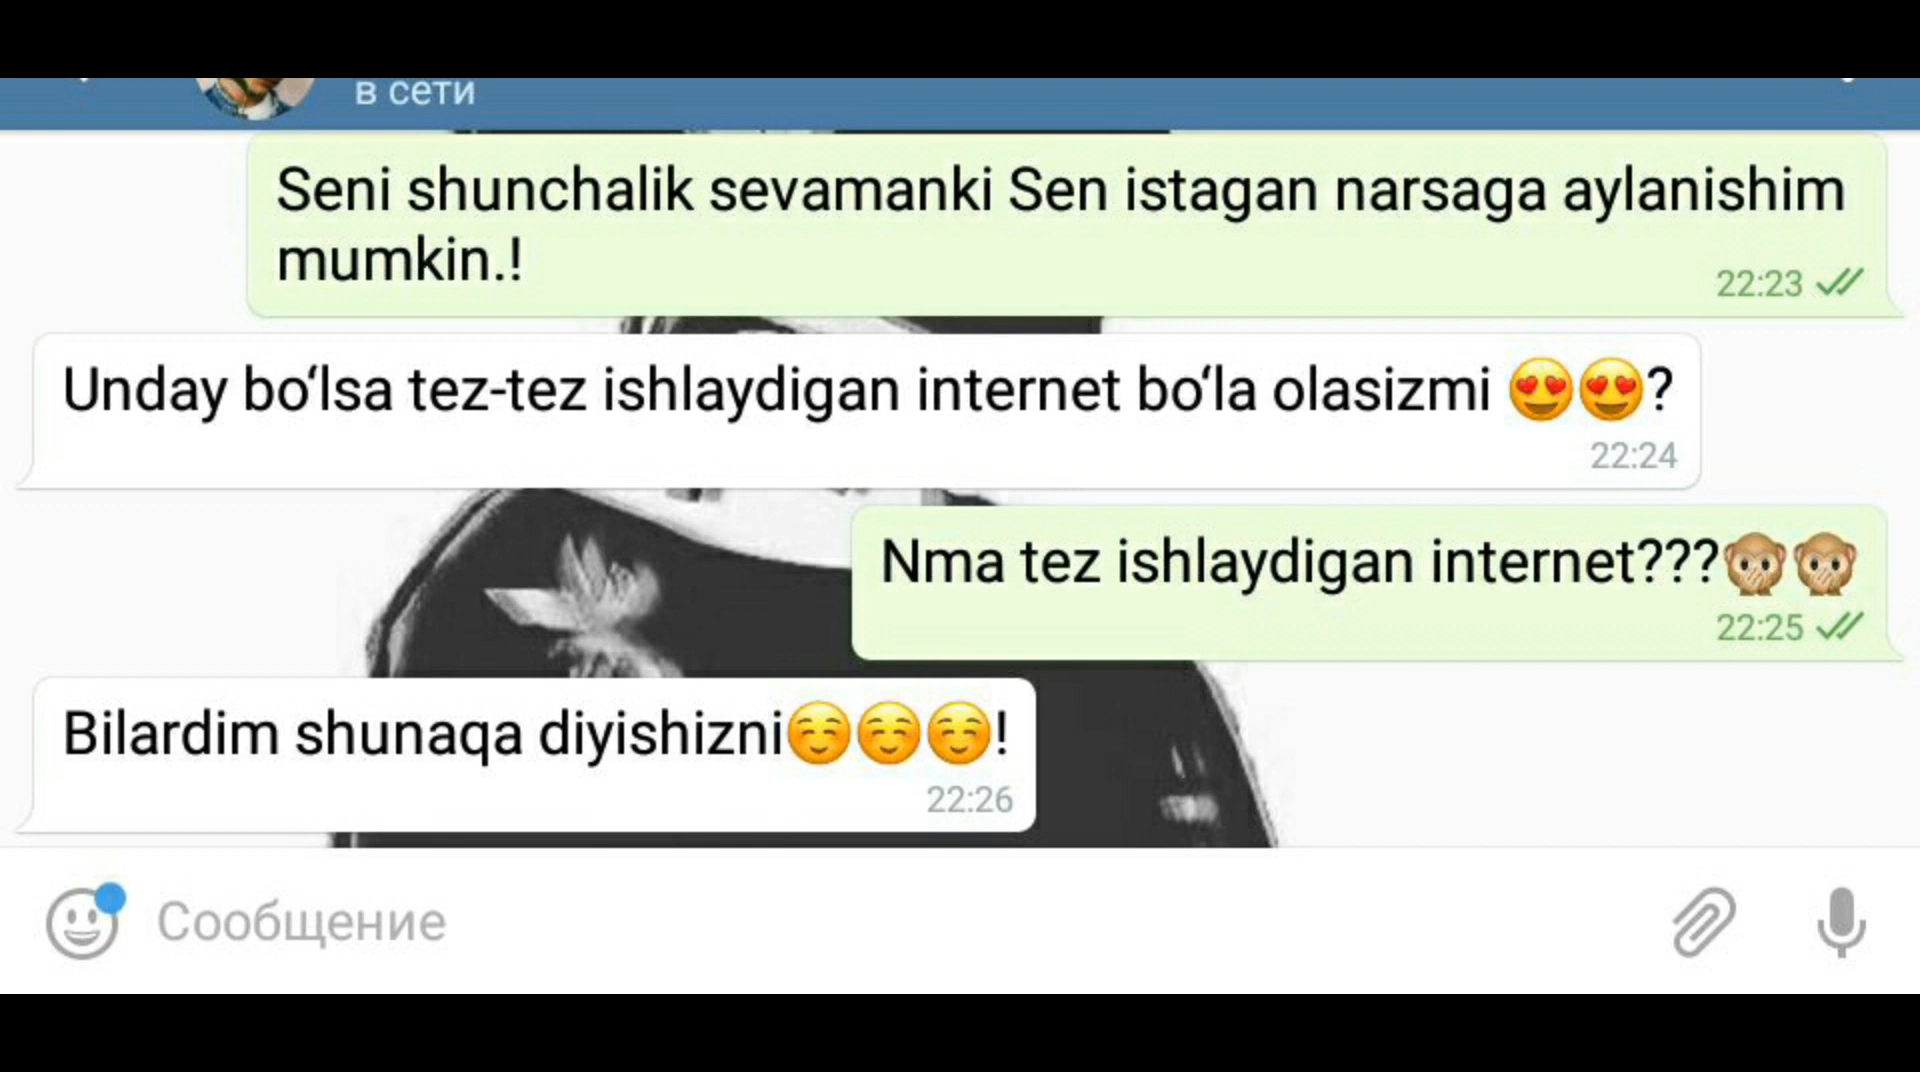 в сети
Seni shunchalik sevamanki Sen istagan narsaga aylanishim
mumkin.!
22:23
Unday bo‘lsa tez-tez ishlaydigan internet bo‘la olasizmi 😍😍?
22:24
Nma tez ishlaydigan internet???🙊🙊
22:25
Bilardim shunaqa diyishizni☺️☺️☺️!
22:26
Сообщение